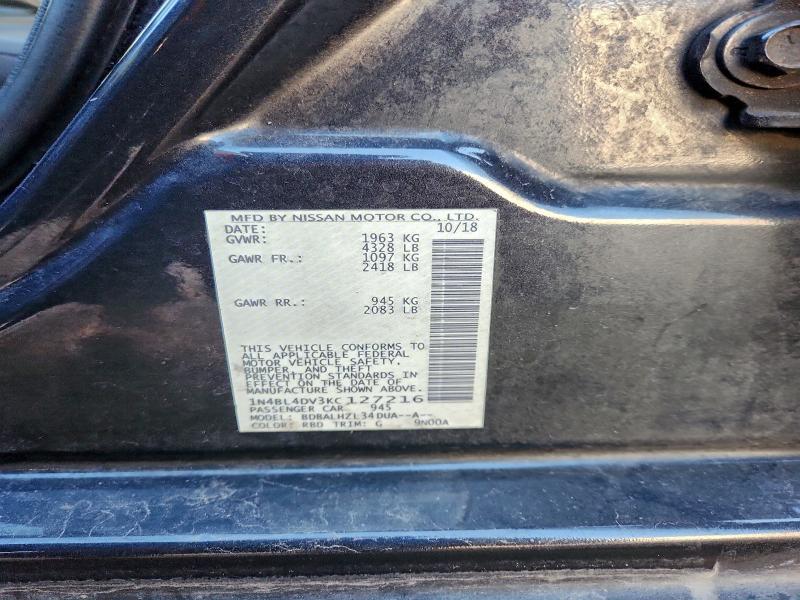 MFD BY NISSAN MOTOR CO., LTD.
DATE: 10/18
GVWR: 1963 KG
4328 LB
GAWR FR.: 1097 KG
2418 LB
GAWR RR.: 945 KG
2083 LB
THIS VEHICLE CONFORMS TO
ALL APPLICABLE FEDERAL
MOTOR VEHICLE SAFETY,
BUMPER, AND THEFT
PREVENTION STANDARDS IN
EFFECT ON THE DATE OF
MANUFACTURE SHOWN ABOVE.
1N4BL4DV3KC127216
PASSENGER CAR 945
MODEL: BDBALHZL34DUA--A--
COLOR: RBD TRIM: G 9N00A